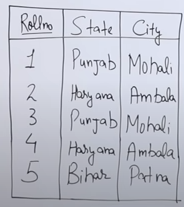 Rollno State City
1 Punjab Mohali
2 Haryana Ambala
3 Punjab Mohali
4 Haryana Ambala
5 Bihar Patna